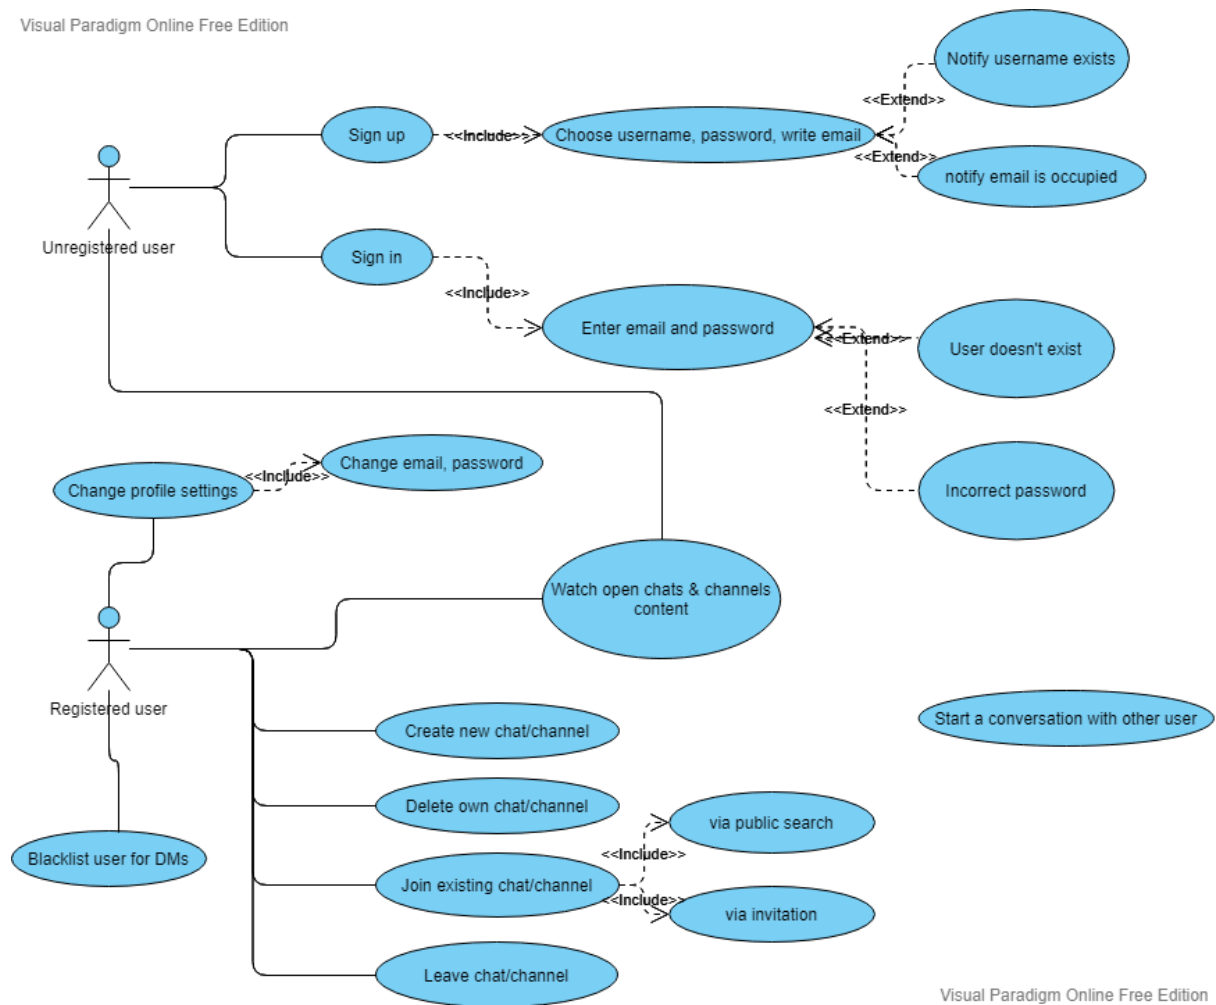 Visual Paradigm Online Free Edition
Notify username exists
<<Extend>>
Sign up
<<Include>>
Choose username, password, write email
<<Extend>>
notify email is occupied
Unregistered user
Sign in
<<Include>>
Enter email and password
<<Extend>>
User doesn't exist
<<Extend>>
Change email, password
<<Include>>
Change profile settings
Incorrect password
Watch open chats & channels
content
Registered user
Start a conversation with other user
Create new chat/channel
Delete own chat/channel
via public search
<<Include>>
Blacklist user for DMs
Join existing chat/channel
<<Include>>
via invitation
Leave chat/channel
Visual Paradigm Online Free Edition